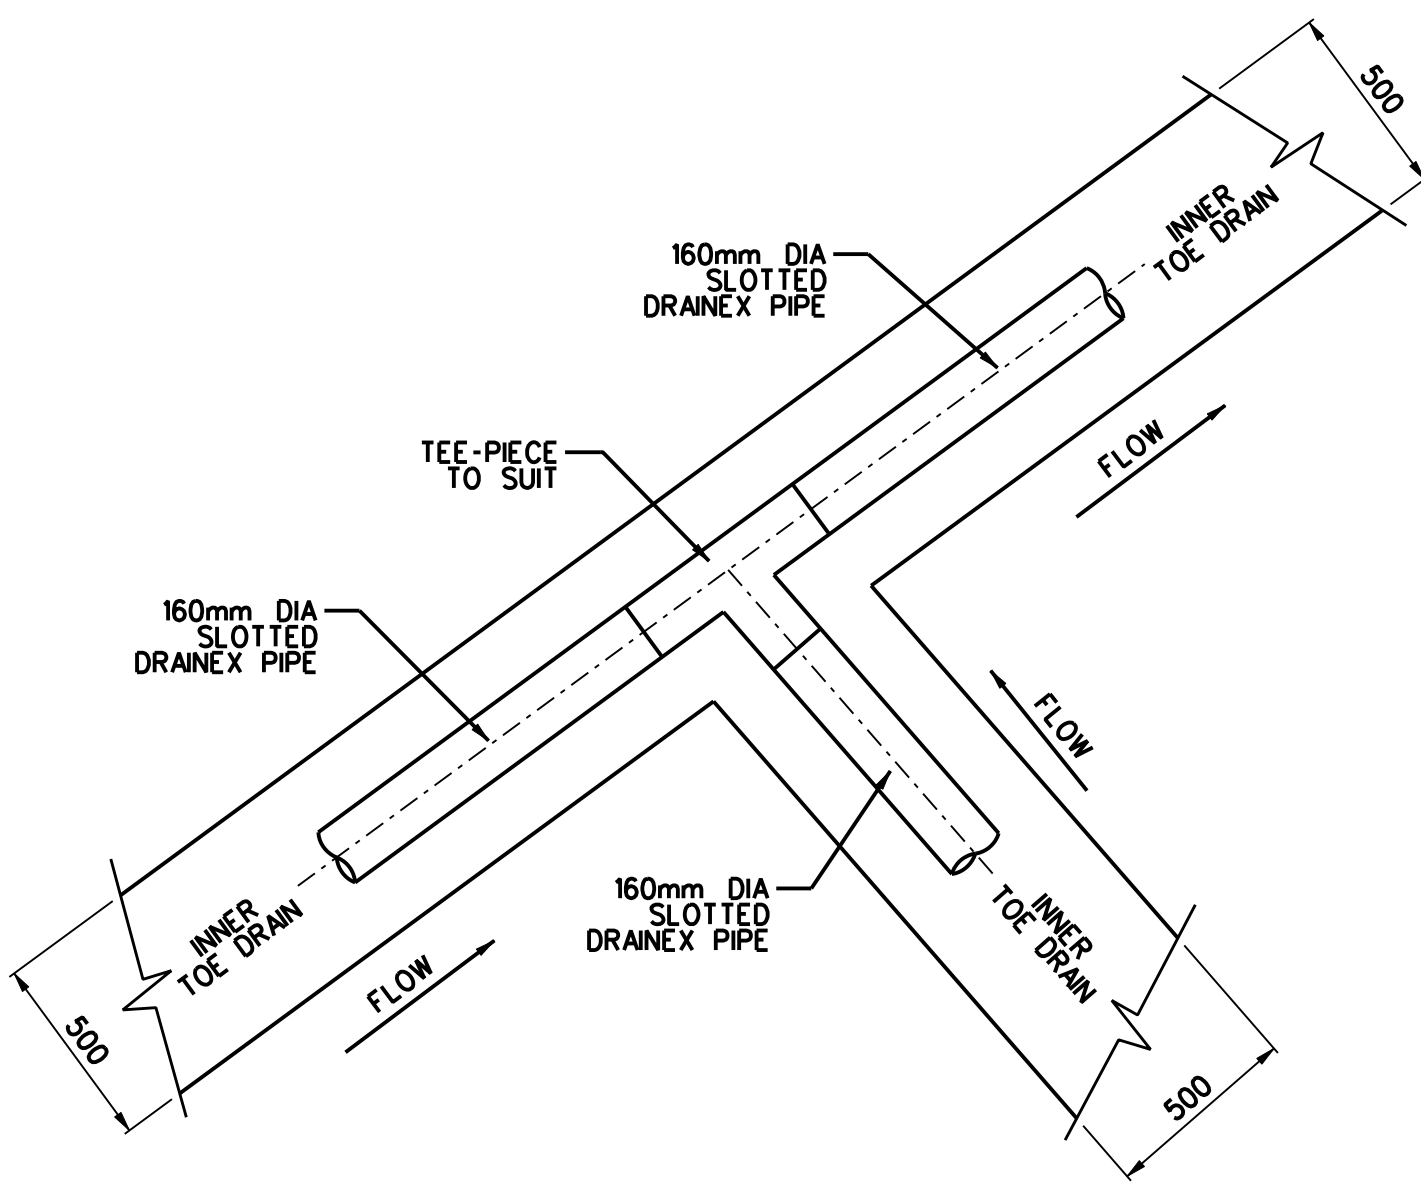 500
INNER
TOE DRAIN
160mm DIA
SLOTTED
DRAINEX PIPE
FLOW
TEE-PIECE
TO SUIT
160mm DIA
SLOTTED
DRAINEX PIPE
FLOW
160mm DIA
SLOTTED
DRAINEX PIPE
INNER
TOE DRAIN
INNER
TOE DRAIN
FLOW
500
500